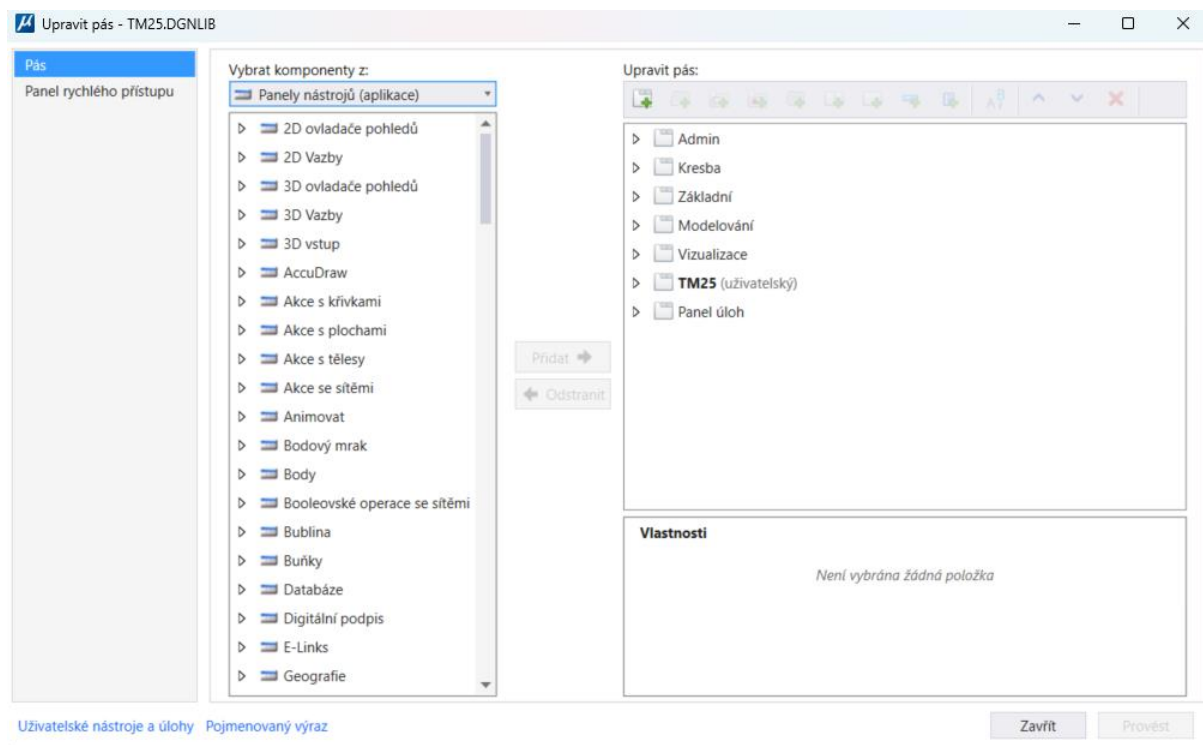 Upravit pás - TM25.DGNLIB
Pás
Panel rychlého přístupu
Vybrat komponenty z:
Panely nástrojů (aplikace)
2D ovladače pohledů
2D Vazby
3D ovladače pohledů
3D Vazby
3D vstup
AccuDraw
Akce s křivkami
Akce s plochami
Akce s tělesy
Akce se sítěmi
Animovat
Bodový mrak
Body
Booleovské operace se sítěmi
Bublina
Buňky
Databáze
Digitální podpis
E-Links
Geografie
Přidat
Odstranit
Upravit pás:
Admin
Kresba
Základní
Modelování
Vizualizace
TM25 (uživatelský)
Panel úloh
Vlastnosti
Není vybrána žádná položka
Uživatelské nástroje a úlohy Pojmenovaný výraz
Zavřít Provést